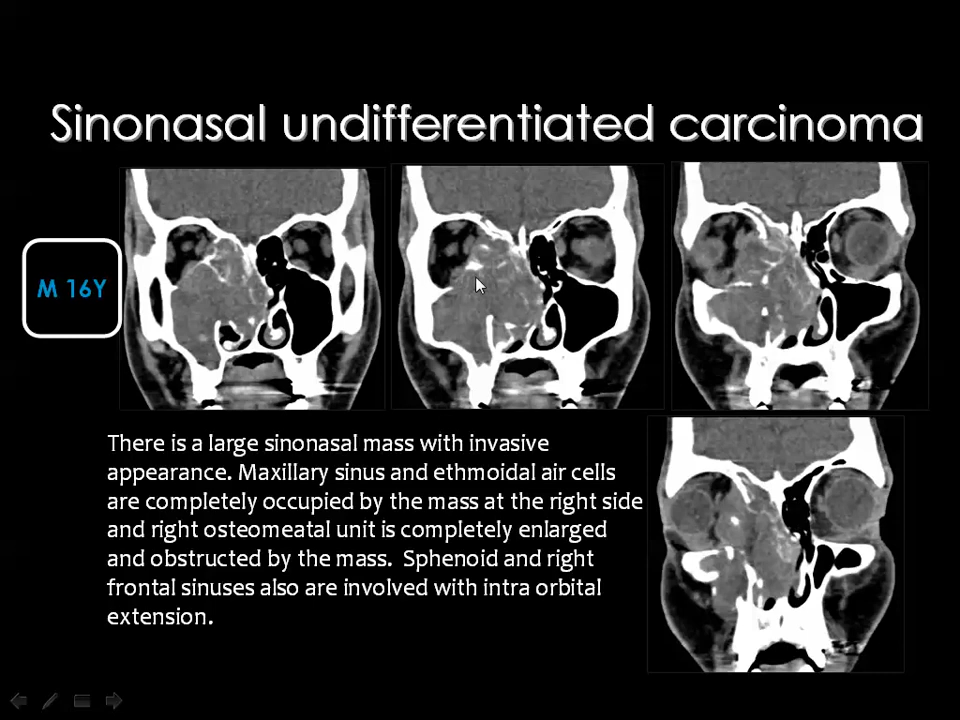 Sinonasal undifferentiated carcinoma
M 16Y
There is a large sinonasal mass with invasive
appearance. Maxillary sinus and ethmoidal air cells
are completely occupied by the mass at the right side
and right osteomeatal unit is completely enlarged
and obstructed by the mass. Sphenoid and right
frontal sinuses also are involved with intra orbital
extension.